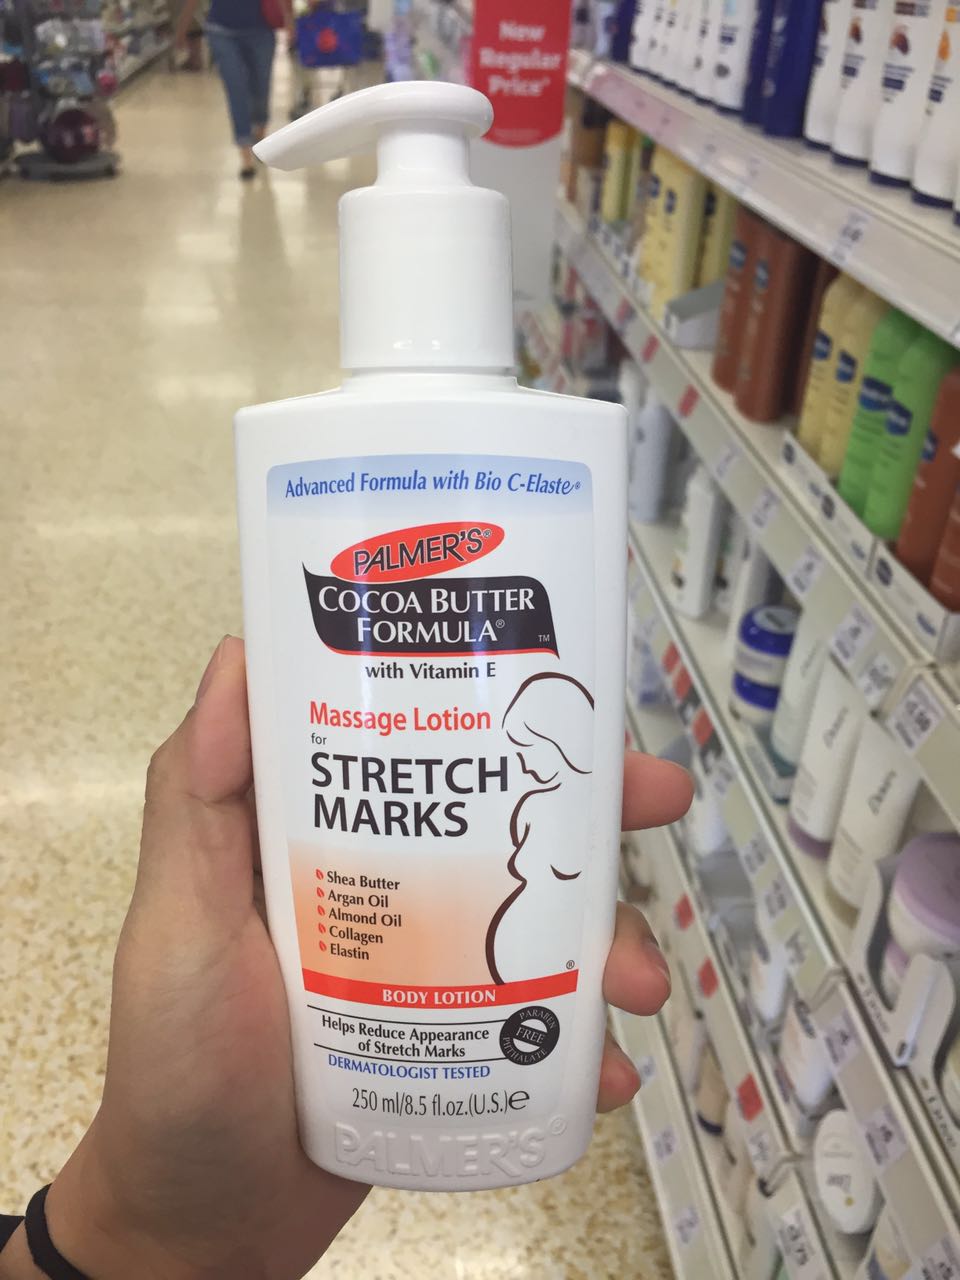 New
Regular
Price*
Advanced Formula with Bio C-Elaste®
PALMER'S®
COCOA BUTTER
FORMULA®
TM
with Vitamin E
Massage Lotion
for
STRETCH
MARKS
Shea Butter
Argan Oil
Almond Oil
Collagen
Elastin
®
BODY LOTION
Helps Reduce Appearance
of Stretch Marks
PARABEN
FREE
PHTHALATE
DERMATOLOGIST TESTED
250 ml/8.5 fl.oz.(U.S.)℮
PALMER'S®
Dove
Dove